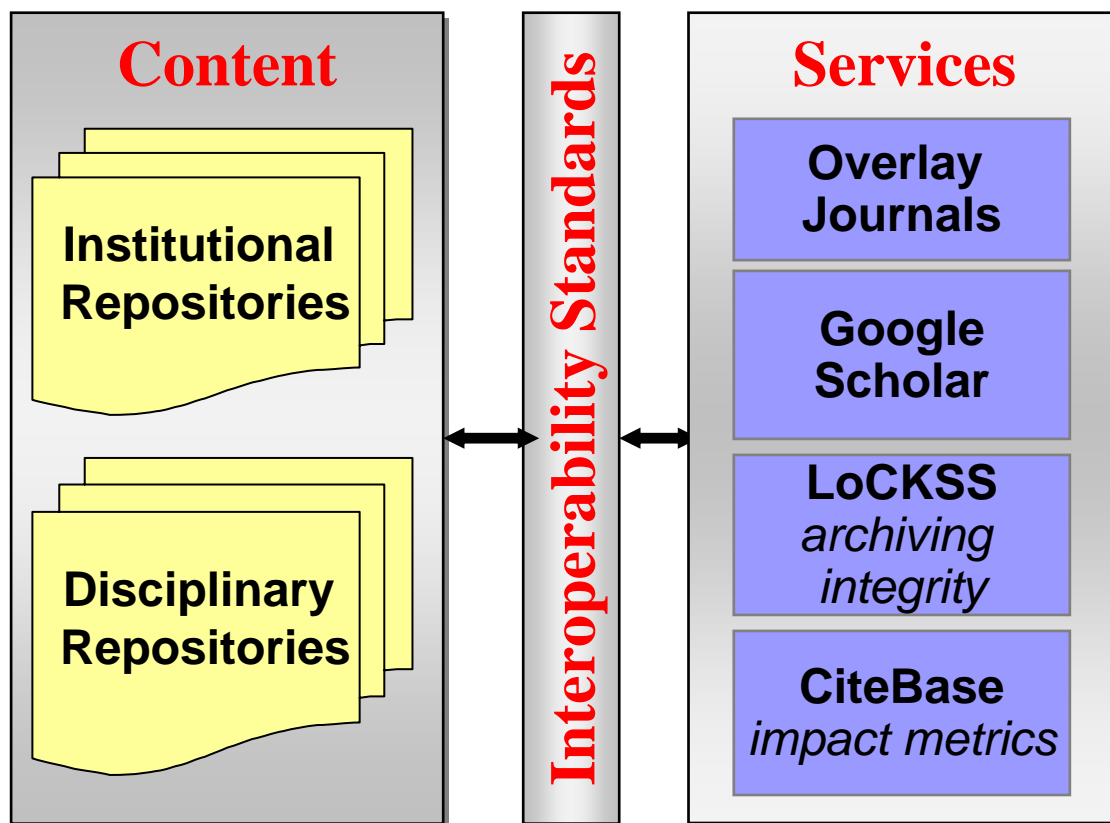 Content
Institutional
Repositories
Disciplinary
Repositories
Interoperability Standards
Services
Overlay
Journals
Google
Scholar
LoCKSS
archiving
integrity
CiteBase
impact metrics